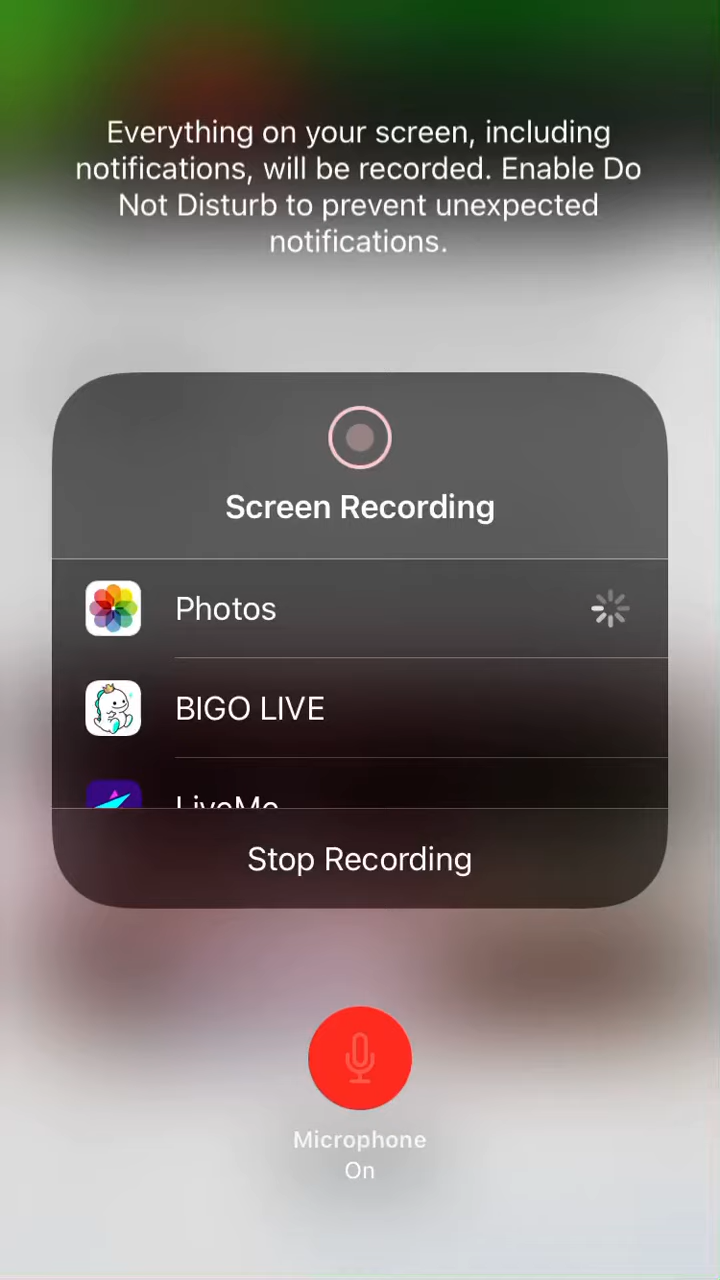 Everything on your screen, including
notifications, will be recorded. Enable Do
Not Disturb to prevent unexpected
notifications.
Screen Recording
Photos
BIGO LIVE
LiveMe
Stop Recording
Microphone
On